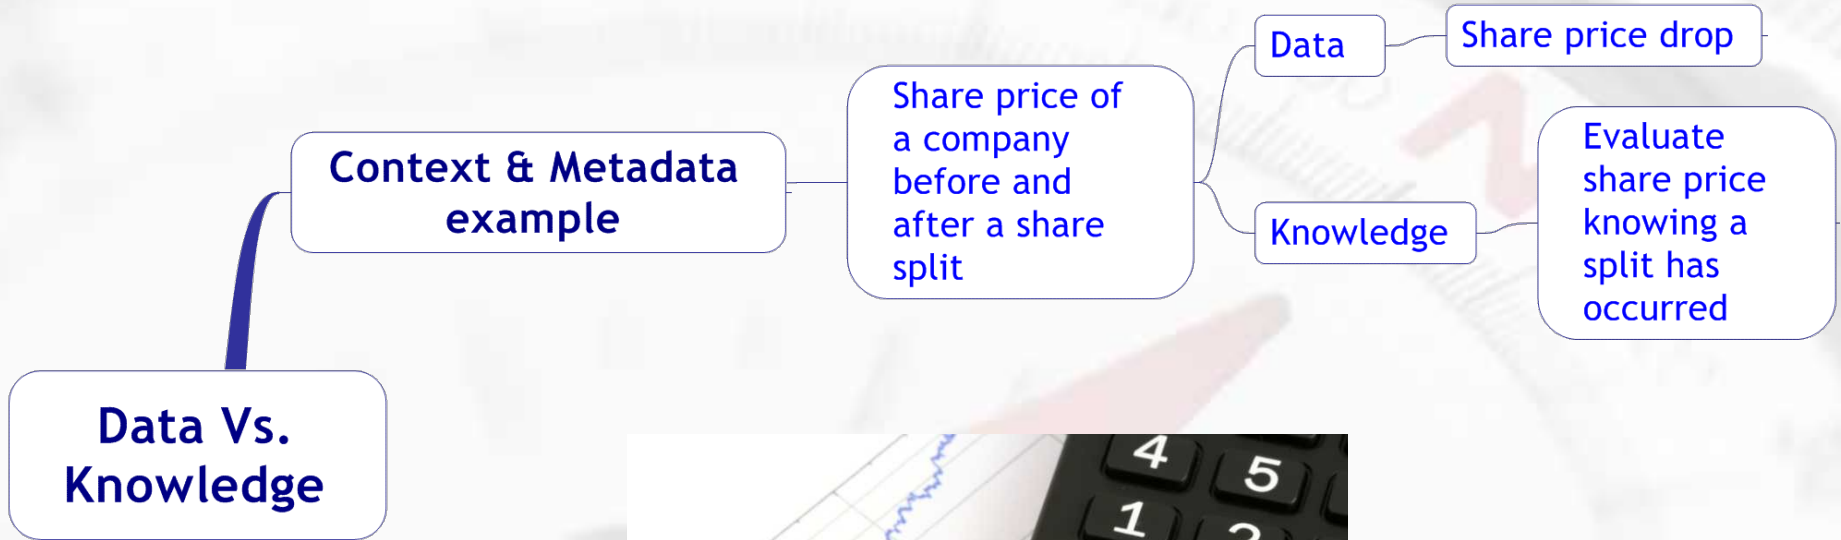 Data Vs.
Knowledge
Context & Metadata
example
Share price of
a company
before and
after a share
split
Data
Share price drop
Knowledge
Evaluate
share price
knowing a
split has
occurred
4
5
1